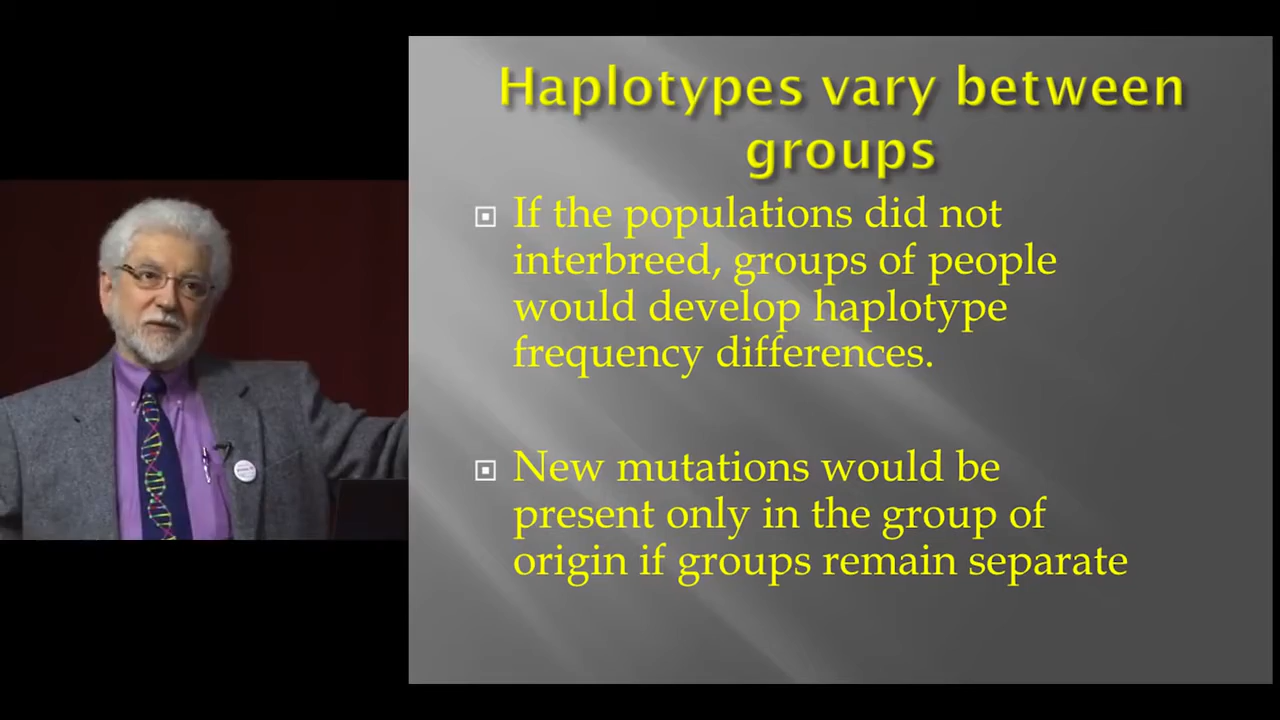 Haplotypes vary between
groups
If the populations did not
interbreed, groups of people
would develop haplotype
frequency differences.
New mutations would be
present only in the group of
origin if groups remain separate